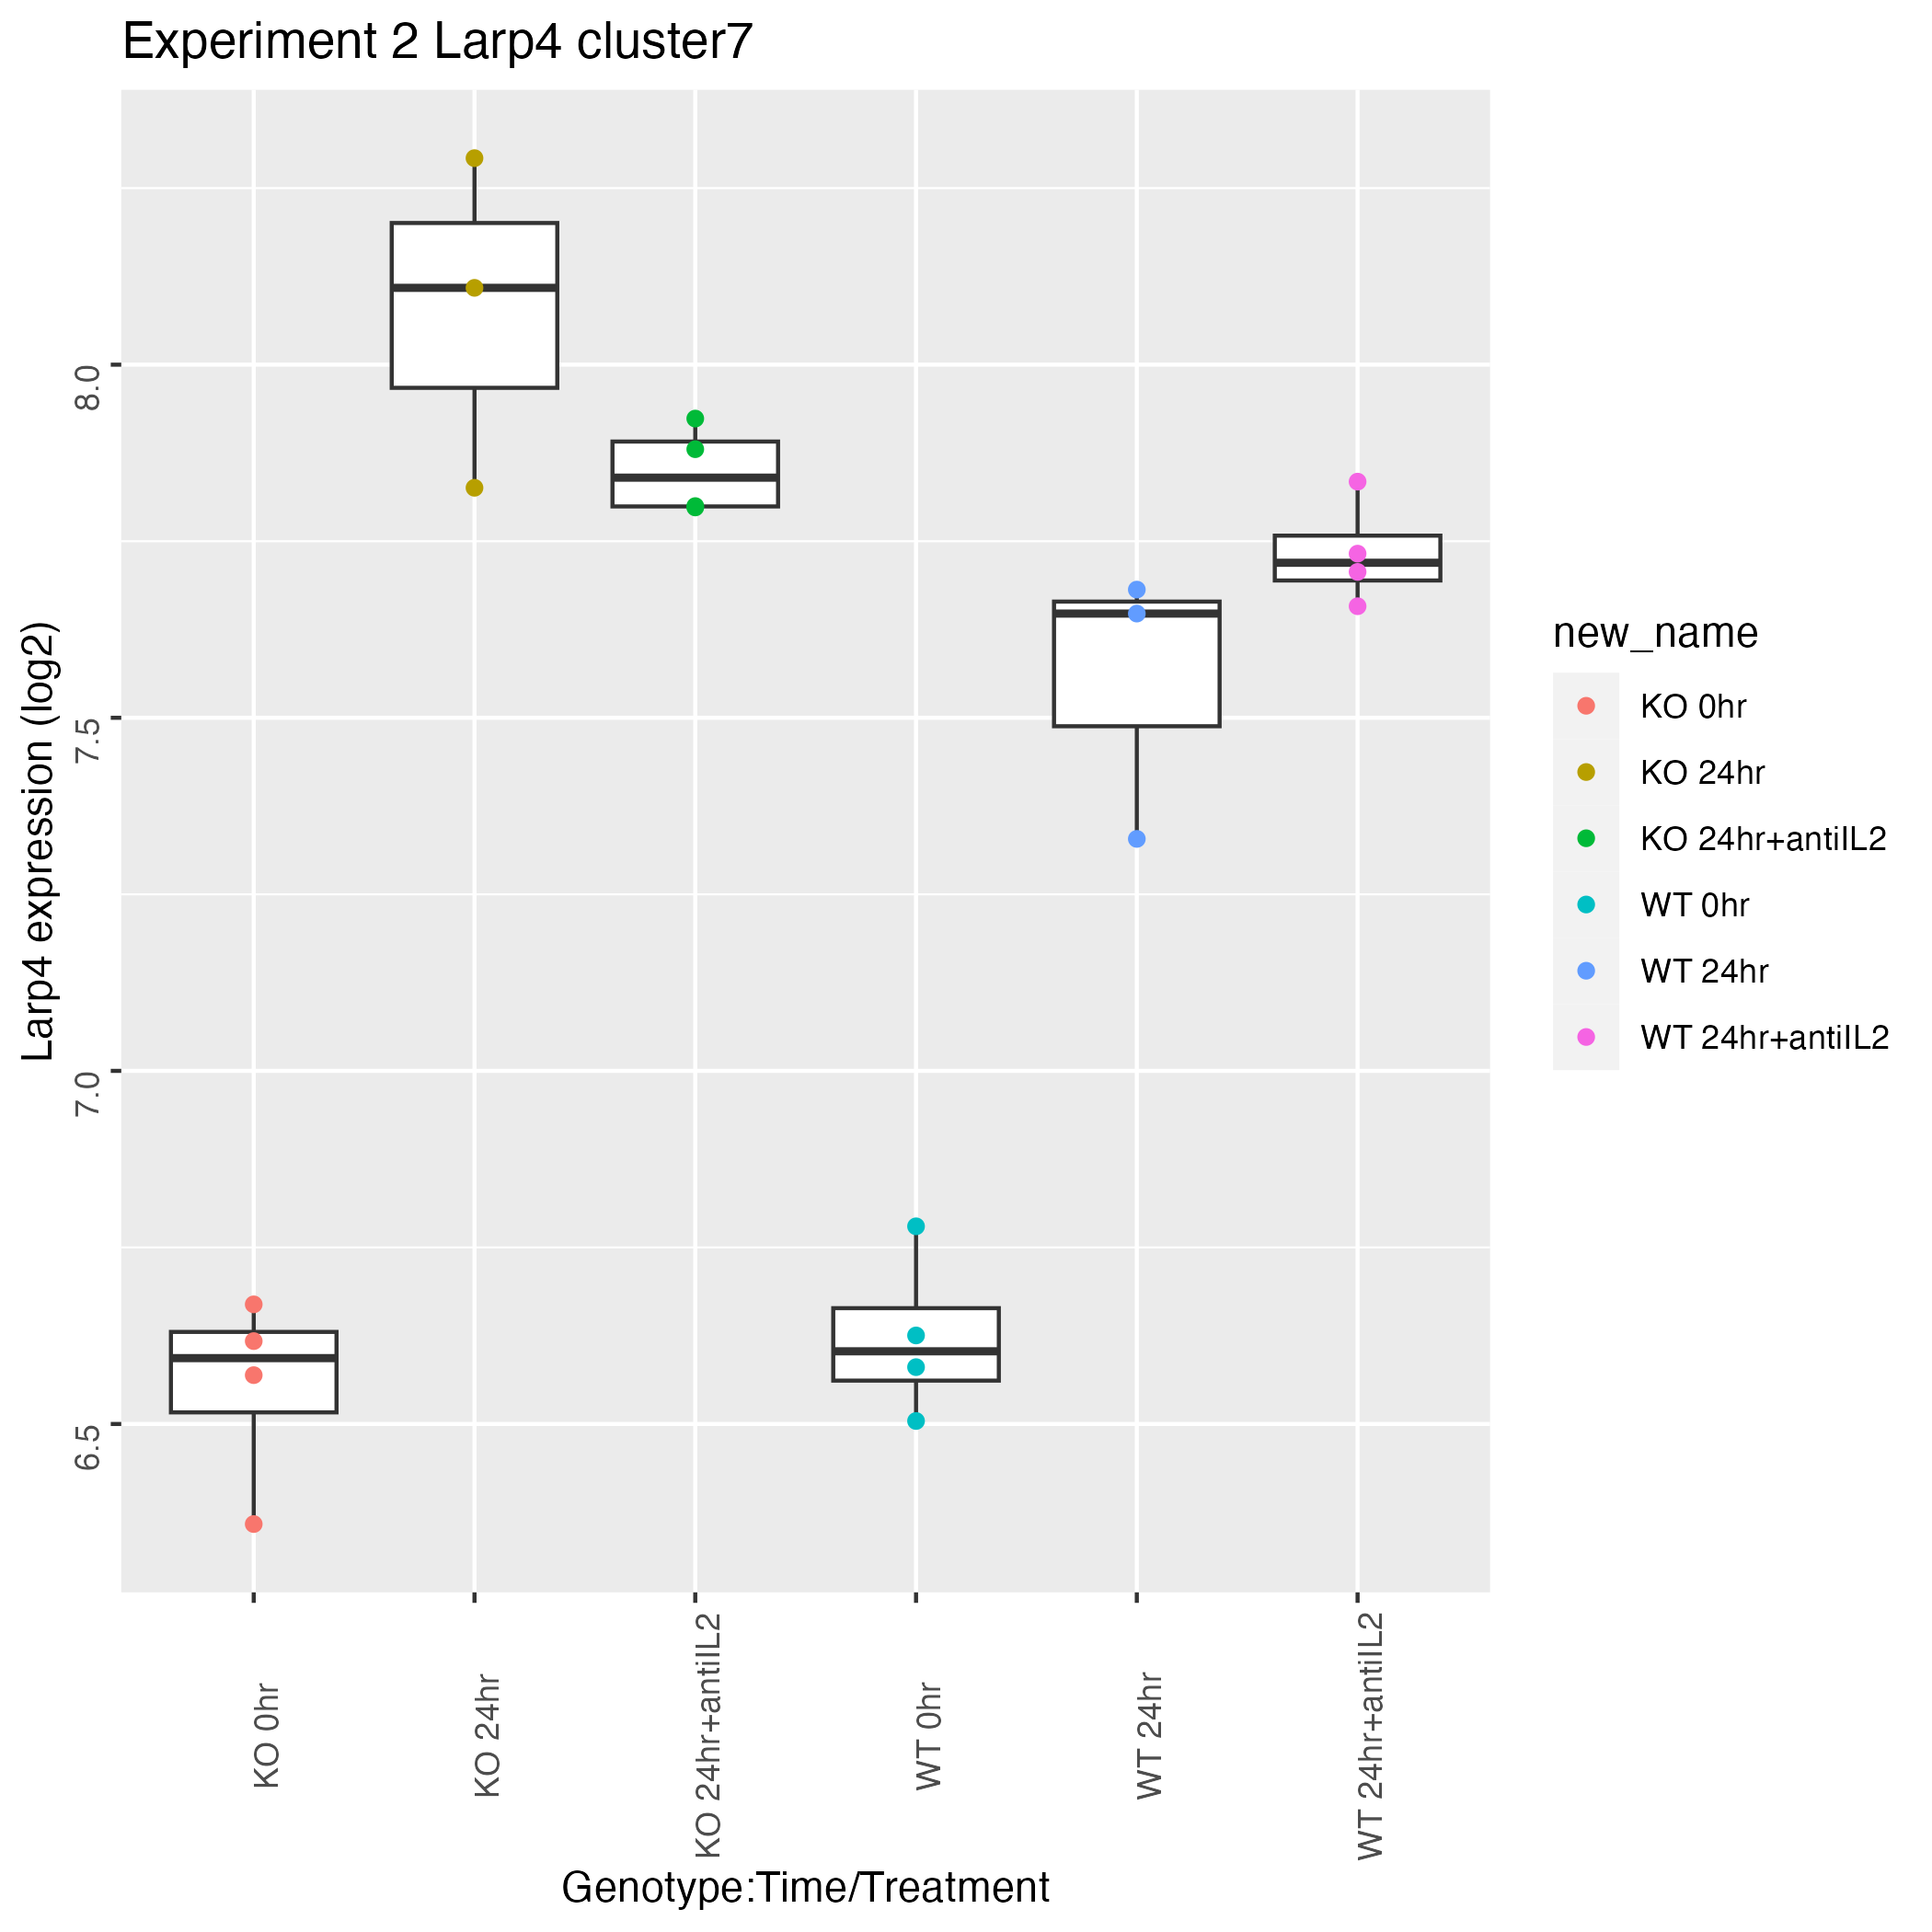 Experiment 2 Larp4 cluster7
Larp4 expression (log2)
8.0
7.5
7.0
6.5
KO 0hr
KO 24hr
KO 24hr+antiIL2
WT 0hr
WT 24hr
WT 24hr+antiIL2
Genotype:Time/Treatment
new_name
KO 0hr
KO 24hr
KO 24hr+antiIL2
WT 0hr
WT 24hr
WT 24hr+antiIL2